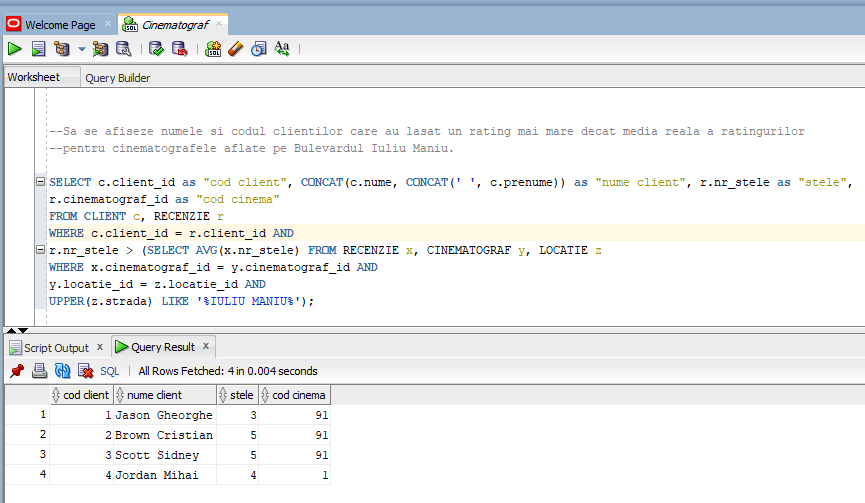 Welcome Page × Cinematograf ×
SQL SQL Aa
Worksheet Query Builder
--Sa se afiseze numele si codul clientilor care au lasat un rating mai mare decat media reala a ratingurilor
--pentru cinematografele aflate pe Bulevardul Iuliu Maniu.
SELECT c.client_id as "cod client", CONCAT(c.nume, CONCAT(' ', c.prenume)) as "nume client", r.nr_stele as "stele",
r.cinematograf_id as "cod cinema"
FROM CLIENT c, RECENZIE r
WHERE c.client_id = r.client_id AND
r.nr_stele > (SELECT AVG(x.nr_stele) FROM RECENZIE x, CINEMATOGRAF y, LOCATIE z
WHERE x.cinematograf_id = y.cinematograf_id AND
y.locatie_id = z.locatie_id AND
UPPER(z.strada) LIKE '%IULIU MANIU%');
Script Output × Query Result ×
SQL | All Rows Fetched: 4 in 0.004 seconds
cod client nume client stele cod cinema
1 1 Jason Gheorghe 3 91
2 2 Brown Cristian 5 91
3 3 Scott Sidney 5 91
4 4 Jordan Mihai 4 1